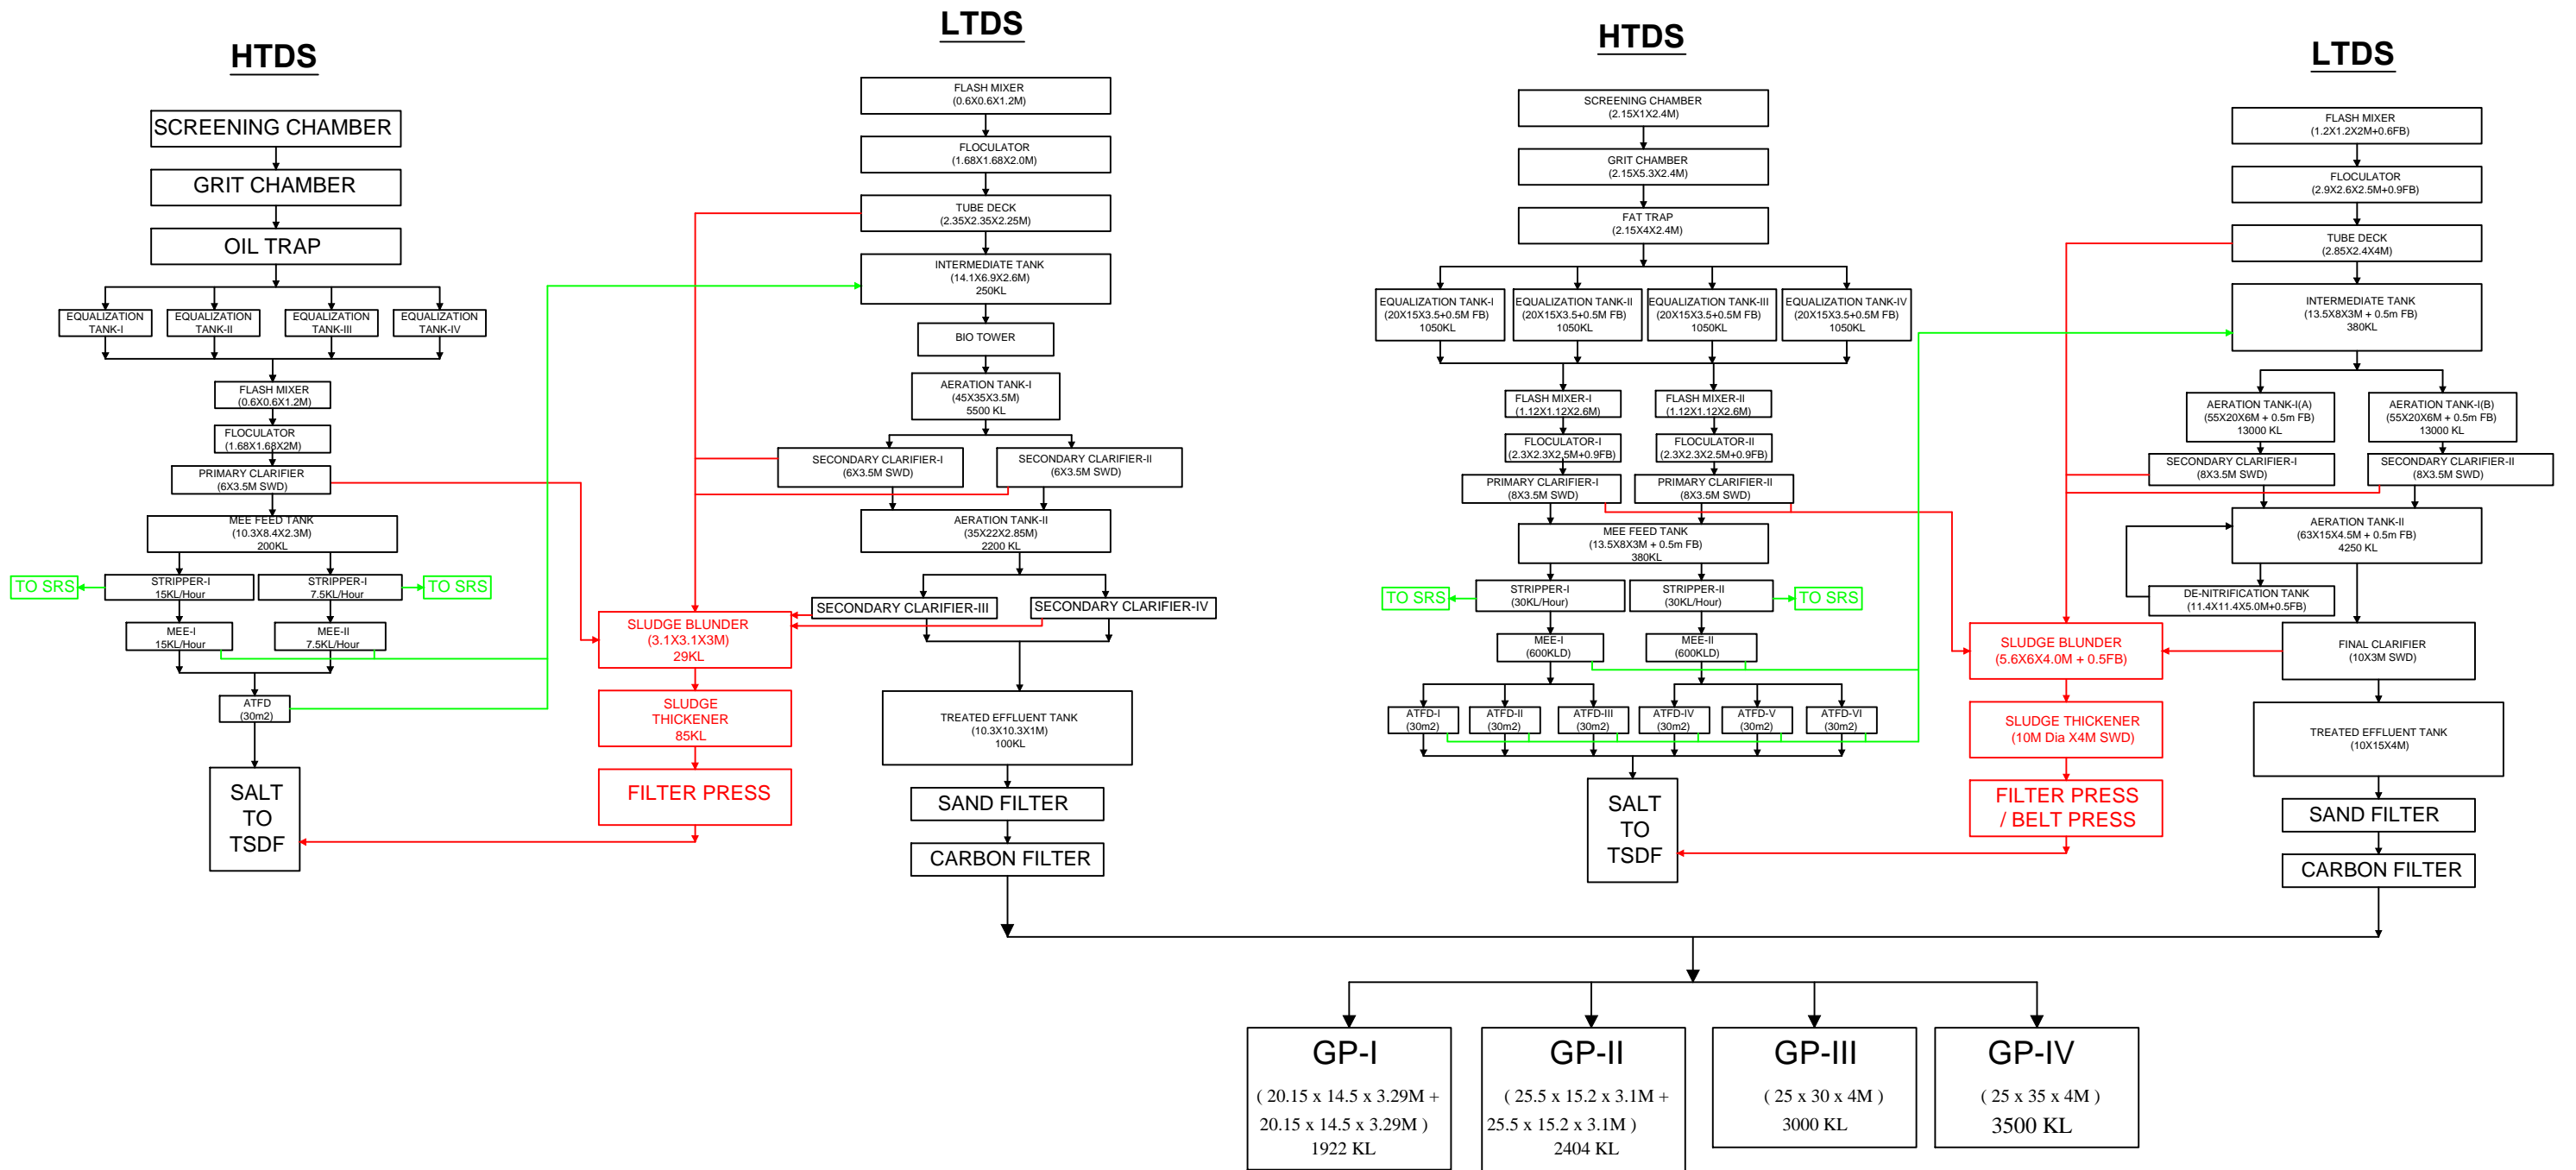 HTDS
SCREENING CHAMBER
GRIT CHAMBER
OIL TRAP
EQUALIZATION
TANK-I
EQUALIZATION
TANK-II
EQUALIZATION
TANK-III
EQUALIZATION
TANK-IV
FLASH MIXER
(0.6X0.6X1.2M)
FLOCULATOR
(1.68X1.68X2M)
PRIMARY CLARIFIER
(6X3.5M SWD)
MEE FEED TANK
(10.3X8.4X2.3M)
200KL
TO SRS
STRIPPER-I
15KL/Hour
STRIPPER-I
7.5KL/Hour
TO SRS
MEE-I
15KL/Hour
MEE-II
7.5KL/Hour
ATFD
(30m2)
SALT
TO
TSDF
LTDS
FLASH MIXER
(0.6X0.6X1.2M)
FLOCULATOR
(1.68X1.68X2.0M)
TUBE DECK
(2.35X2.35X2.25M)
INTERMEDIATE TANK
(14.1X6.9X2.6M)
250KL
BIO TOWER
AERATION TANK-I
(45X35X3.5M)
5500 KL
SECONDARY CLARIFIER-I
(6X3.5M SWD)
SECONDARY CLARIFIER-II
(6X3.5M SWD)
AERATION TANK-II
(35X22X2.85M)
2200 KL
SECONDARY CLARIFIER-III
SECONDARY CLARIFIER-IV
SLUDGE BLUNDER
(3.1X3.1X3M)
29KL
SLUDGE
THICKENER
85KL
FILTER PRESS
TREATED EFFLUENT TANK
(10.3X10.3X1M)
100KL
SAND FILTER
CARBON FILTER
HTDS
SCREENING CHAMBER
(2.15X1X2.4M)
GRIT CHAMBER
(2.15X5.3X2.4M)
FAT TRAP
(2.15X4X2.4M)
EQUALIZATION TANK-I
(20X15X3.5+0.5M FB)
1050KL
EQUALIZATION TANK-II
(20X15X3.5+0.5M FB)
1050KL
EQUALIZATION TANK-III
(20X15X3.5+0.5M FB)
1050KL
EQUALIZATION TANK-IV
(20X15X3.5+0.5M FB)
1050KL
FLASH MIXER-I
(1.12X1.12X2.6M)
FLASH MIXER-II
(1.12X1.12X2.6M)
FLOCULATOR-I
(2.3X2.3X2.5M+0.9FB)
FLOCULATOR-II
(2.3X2.3X2.5M+0.9FB)
PRIMARY CLARIFIER-I
(8X3.5M SWD)
PRIMARY CLARIFIER-II
(8X3.5M SWD)
MEE FEED TANK
(13.5X8X3M + 0.5m FB)
380KL
TO SRS
STRIPPER-I
(30KL/Hour)
STRIPPER-II
(30KL/Hour)
TO SRS
MEE-I
(600KLD)
MEE-II
(600KLD)
ATFD-I
(30m2)
ATFD-II
(30m2)
ATFD-III
(30m2)
ATFD-IV
(30m2)
ATFD-V
(30m2)
ATFD-VI
(30m2)
SALT
TO
TSDF
LTDS
FLASH MIXER
(1.2X1.2X2M+0.6FB)
FLOCULATOR
(2.9X2.6X2.5M+0.9FB)
TUBE DECK
(2.85X2.4X4M)
INTERMEDIATE TANK
(13.5X8X3M + 0.5m FB)
380KL
AERATION TANK-I(A)
(55X20X6M + 0.5m FB)
13000 KL
AERATION TANK-I(B)
(55X20X6M + 0.5m FB)
13000 KL
SECONDARY CLARIFIER-I
(8X3.5M SWD)
SECONDARY CLARIFIER-II
(8X3.5M SWD)
AERATION TANK-II
(63X15X4.5M + 0.5m FB)
4250 KL
DE-NITRIFICATION TANK
(11.4X11.4X5.0M+0.5FB)
SLUDGE BLUNDER
(5.6X6X4.0M + 0.5FB)
FINAL CLARIFIER
(10X3M SWD)
SLUDGE THICKENER
(10M Dia X4M SWD)
FILTER PRESS
/ BELT PRESS
TREATED EFFLUENT TANK
(10X15X4M)
SAND FILTER
CARBON FILTER
GP-I
( 20.15 x 14.5 x 3.29M +
20.15 x 14.5 x 3.29M )
1922 KL
GP-II
( 25.5 x 15.2 x 3.1M +
25.5 x 15.2 x 3.1M )
2404 KL
GP-III
( 25 x 30 x 4M )
3000 KL
GP-IV
( 25 x 35 x 4M )
3500 KL